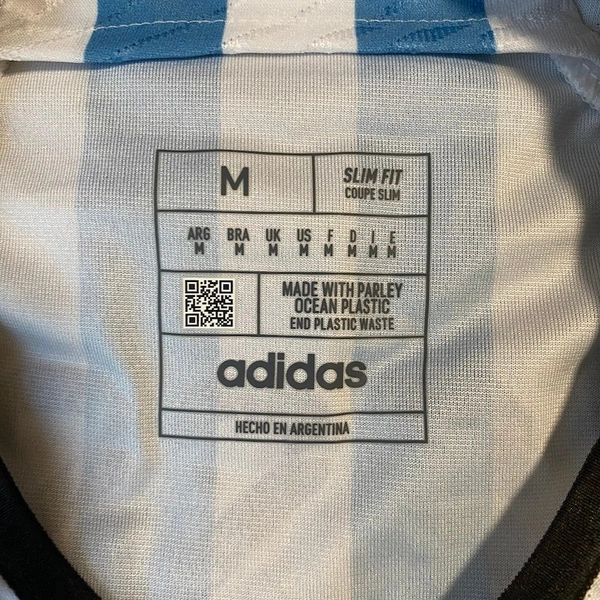 M
SLIM FIT
COUPE SLIM
ARG BRA UK US F D I E
M M M M M M M M
MADE WITH PARLEY
OCEAN PLASTIC
END PLASTIC WASTE
adidas
HECHO EN ARGENTINA